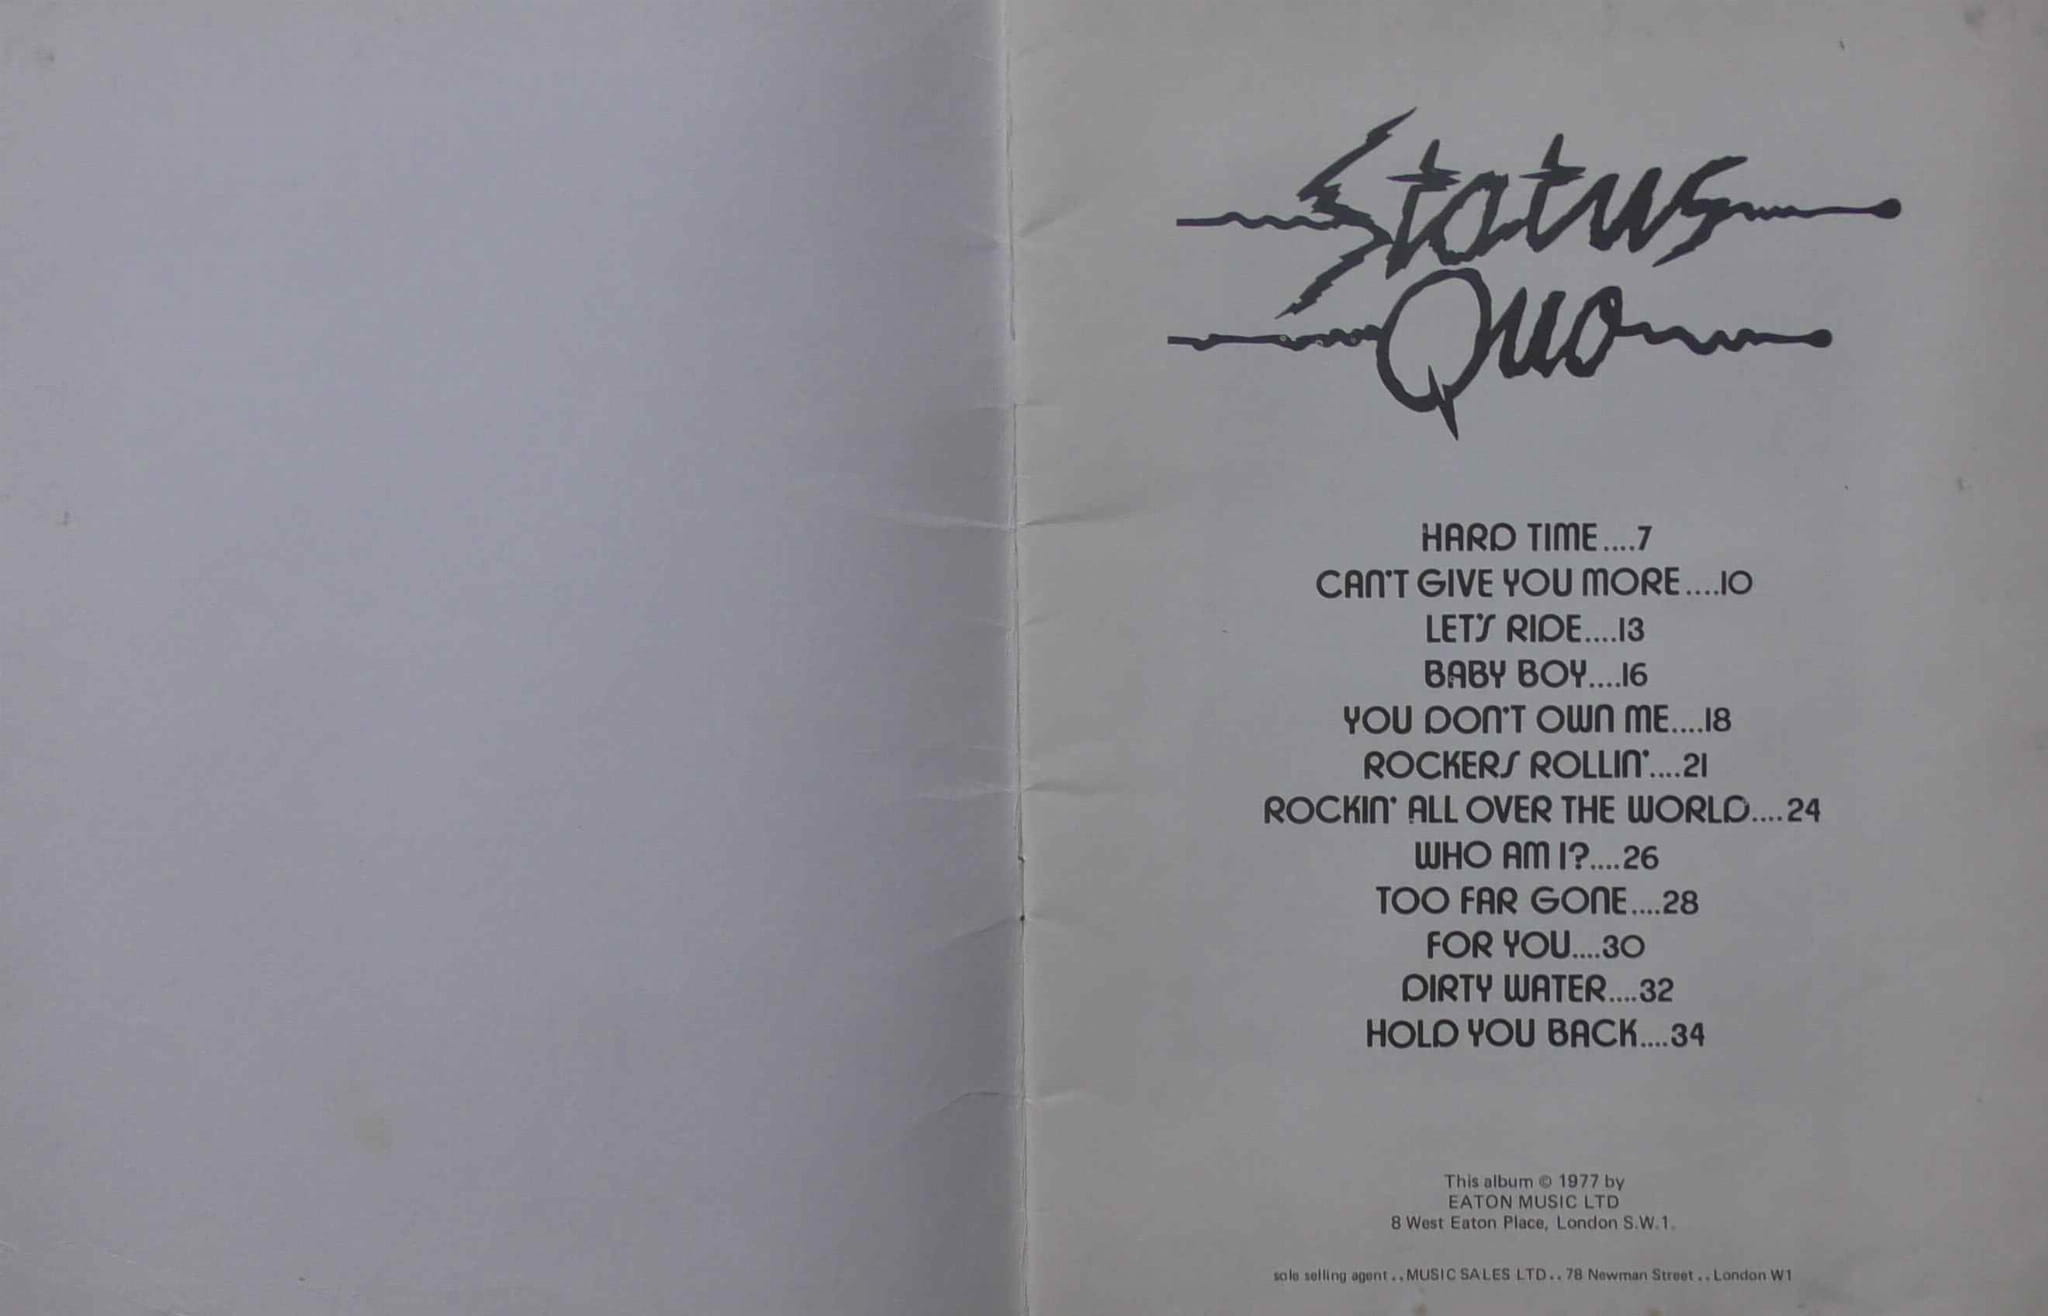 Status
Quo
HARD TIME....7
CAN'T GIVE YOU MORE....10
LET'S RIDE....13
BABY BOY....16
YOU DON'T OWN ME....18
ROCKERS ROLLIN'....21
ROCKIN' ALL OVER THE WORLD....24
WHO AM I?....26
TOO FAR GONE....28
FOR YOU....30
DIRTY WATER....32
HOLD YOU BACK....34
This album © 1977 by
EATON MUSIC LTD
8 West Eaton Place, London S.W.1.
sole selling agent .. MUSIC SALES LTD .. 78 Newman Street .. London W1